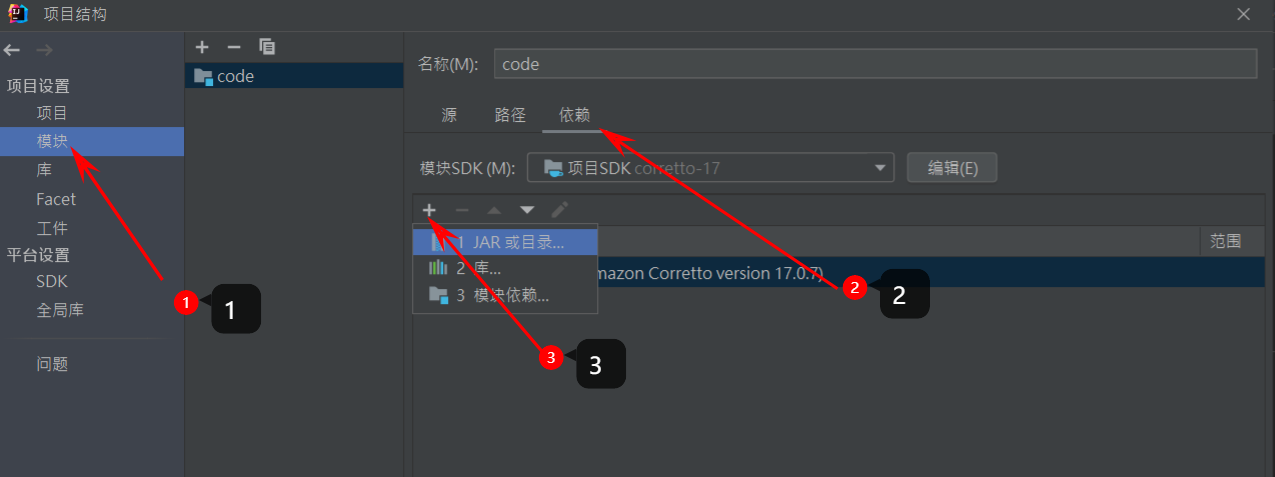 项目结构
项目设置
项目
模块
库
Facet
工件
平台设置
SDK
全局库
问题
code
名称(M): code
源 路径 依赖
模块SDK (M): 项目SDK corretto-17 编辑(E)
范围
1 JAR 或目录...
2 库...
3 模块依赖...
mazon Corretto version 17.0.7)
1 1
2 2
3 3